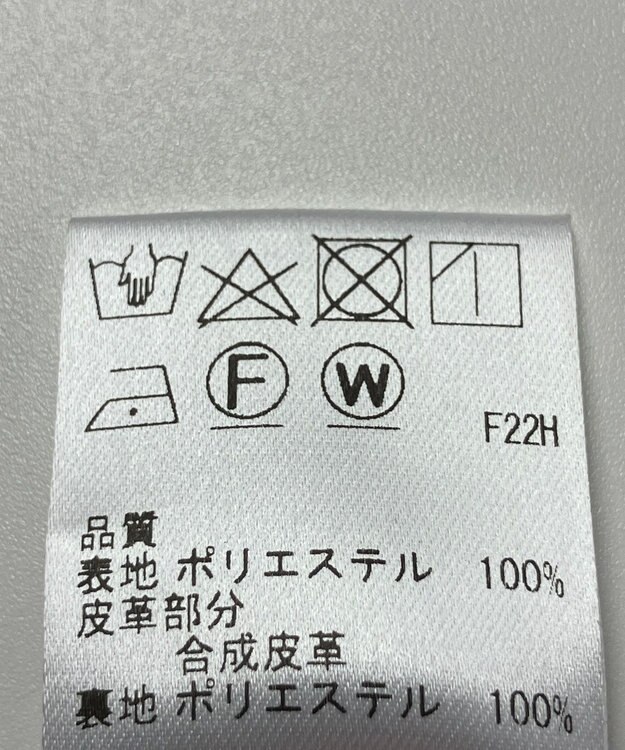 F W F22H
品質
表地 ポリエステル 100%
皮革部分
合成皮革
裏地 ポリエステル 100%